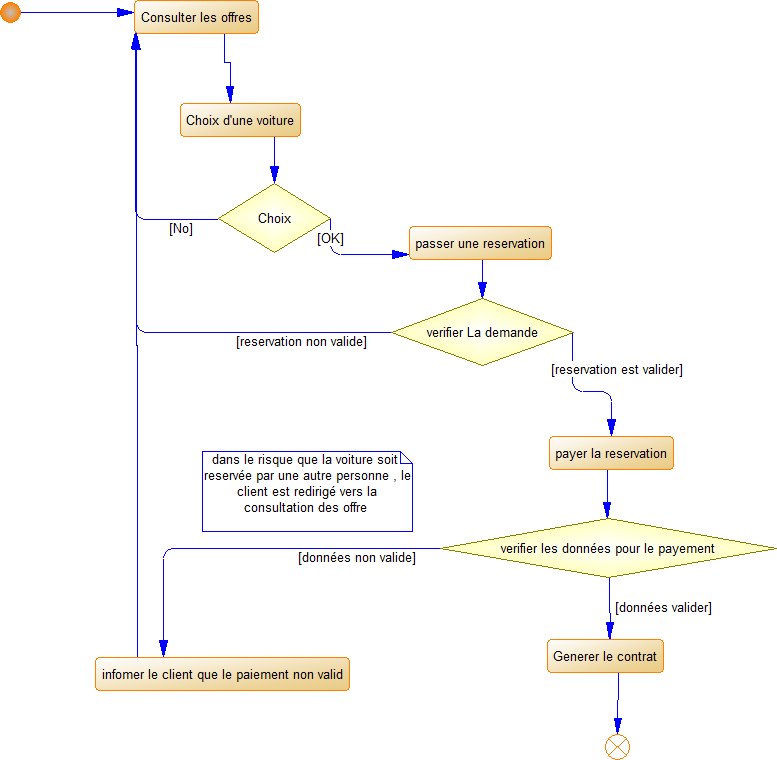 Consulter les offres
Choix d'une voiture
Choix
[No]
[OK]
passer une reservation
verifier La demande
[reservation non valide]
[reservation est valider]
payer la reservation
dans le risque que la voiture soit
reservée par une autre personne , le
client est redirigé vers la
consultation des offre
verifier les données pour le payement
[données non valide]
[données valider]
Generer le contrat
infomer le client que le paiement non valid